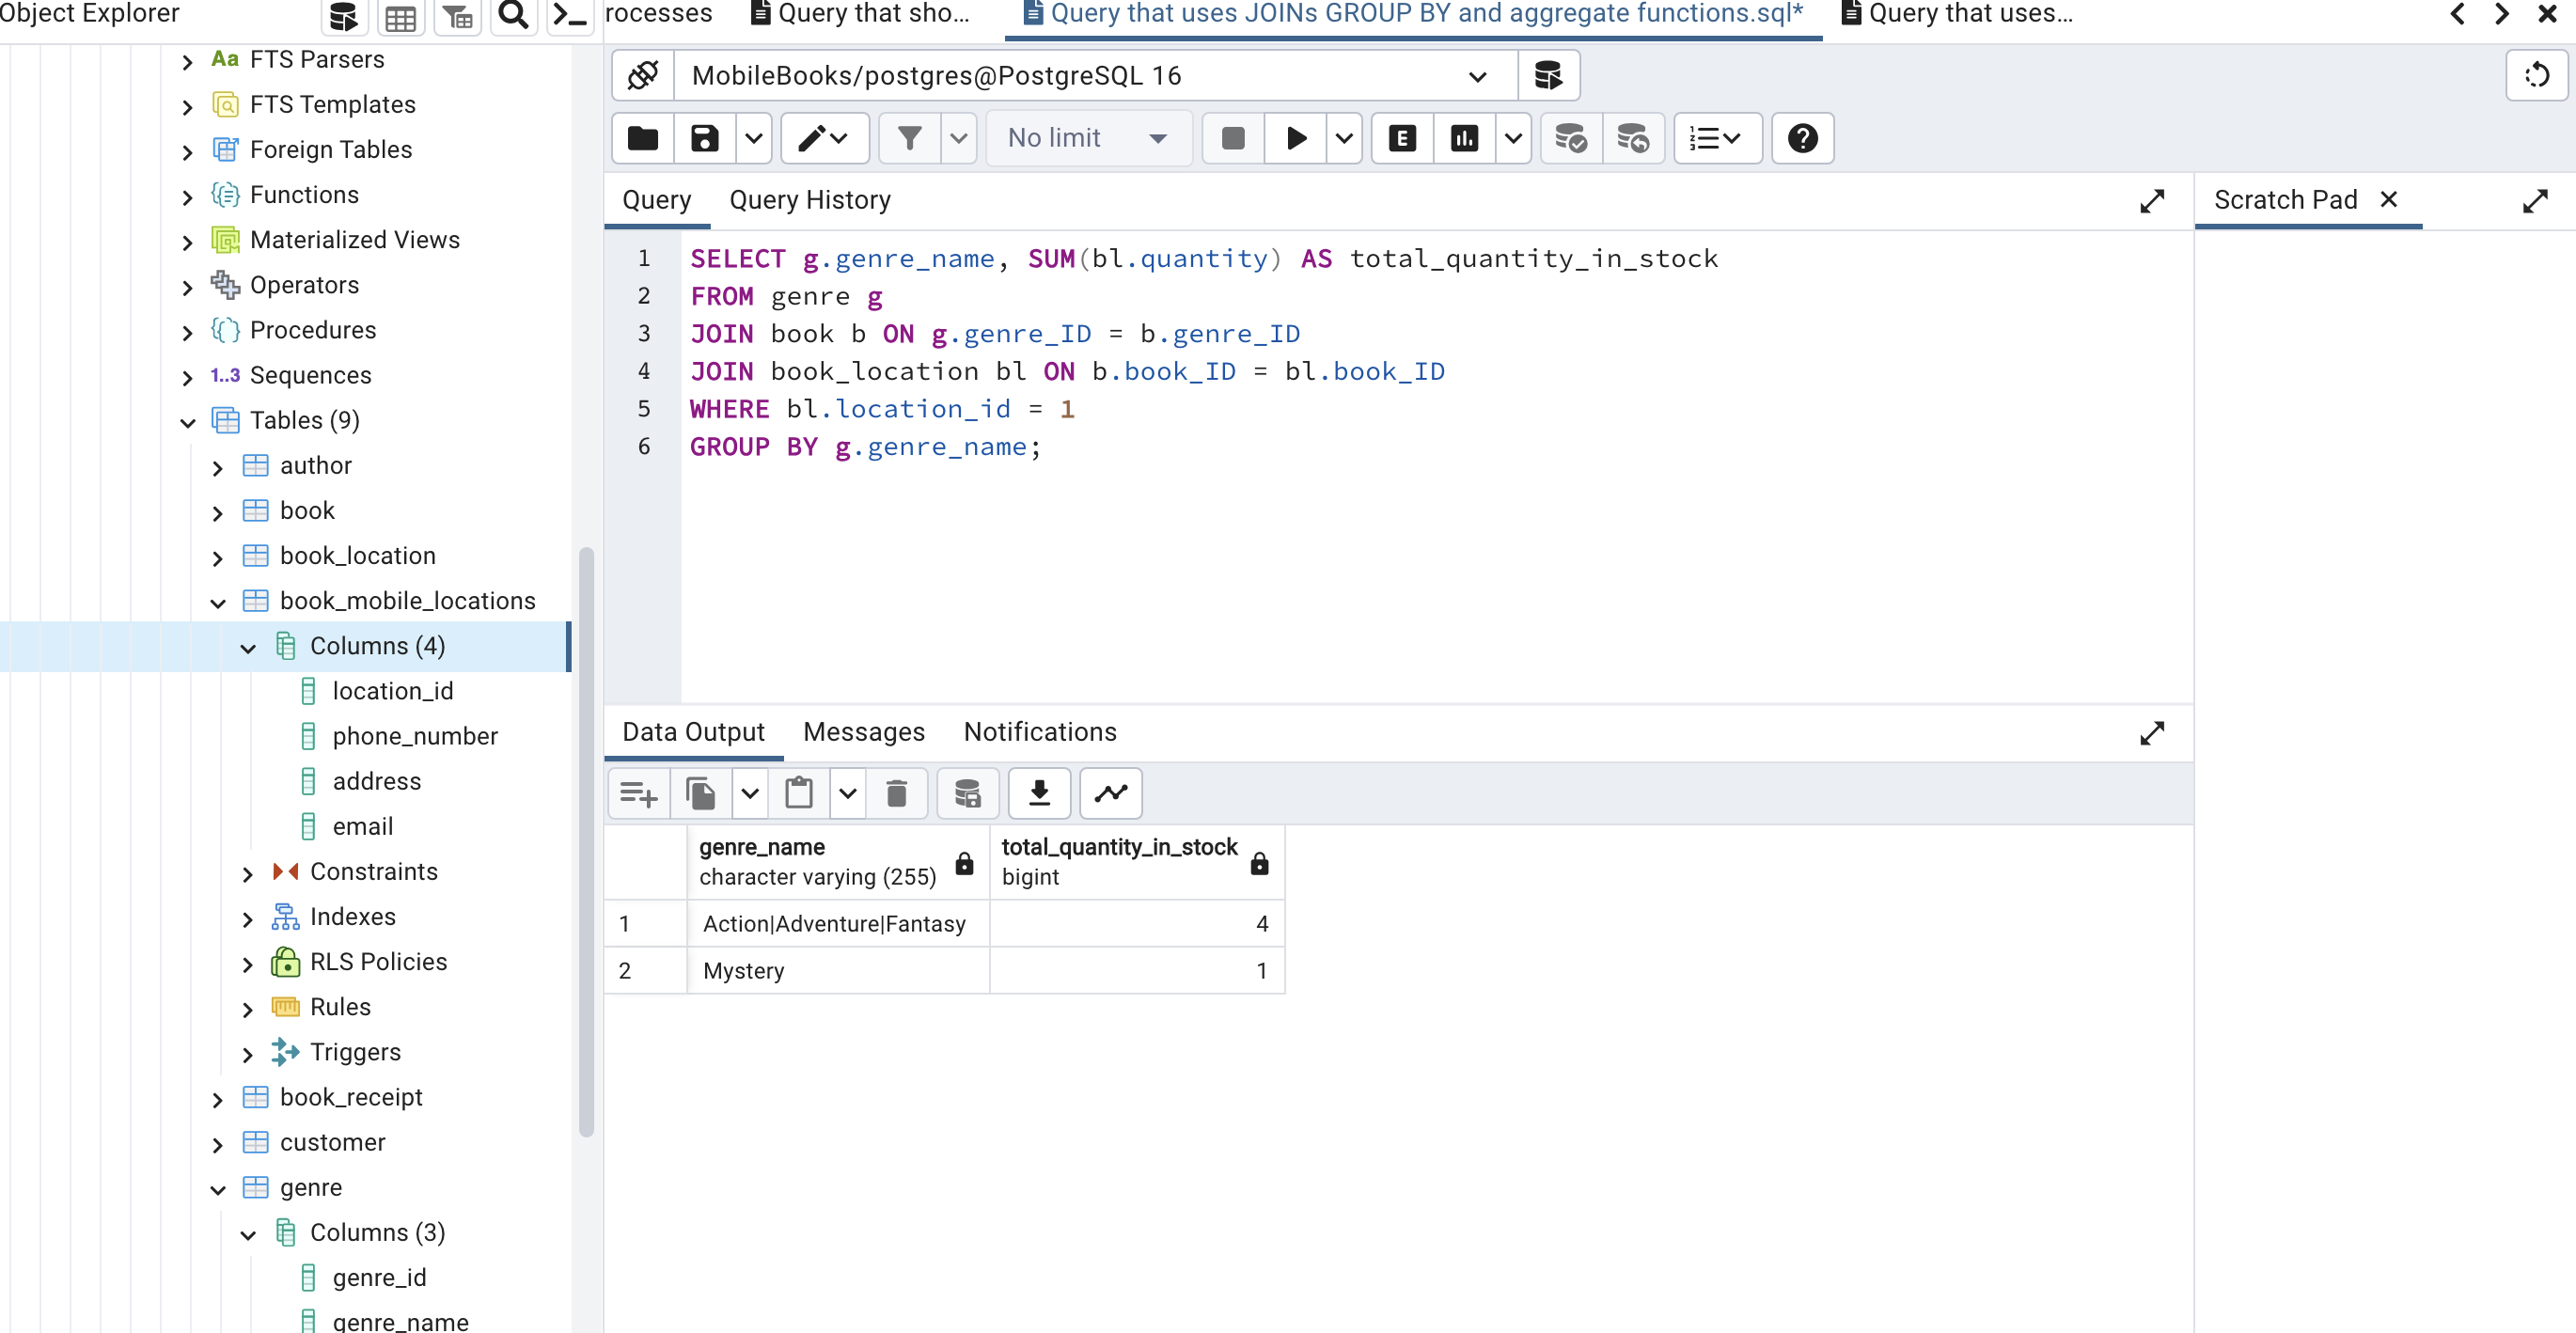 Object Explorer
rocesses
Query that sho...
Query that uses JOINs GROUP BY and aggregate functions.sql*
Query that uses...
Aa FTS Parsers
FTS Templates
Foreign Tables
Functions
Materialized Views
Operators
Procedures
1..3 Sequences
Tables (9)
author
book
book_location
book_mobile_locations
Columns (4)
location_id
phone_number
address
email
Constraints
Indexes
RLS Policies
Rules
Triggers
book_receipt
customer
genre
Columns (3)
genre_id
genre_name
MobileBooks/postgres@PostgreSQL 16
No limit
E
Query Query History
Scratch Pad
1 SELECT g.genre_name, SUM(bl.quantity) AS total_quantity_in_stock
2 FROM genre g
3 JOIN book b ON g.genre_ID = b.genre_ID
4 JOIN book_location bl ON b.book_ID = bl.book_ID
5 WHERE bl.location_id = 1
6 GROUP BY g.genre_name;
Data Output Messages Notifications
genre_name total_quantity_in_stock
character varying (255) bigint
1 Action|Adventure|Fantasy 4
2 Mystery 1